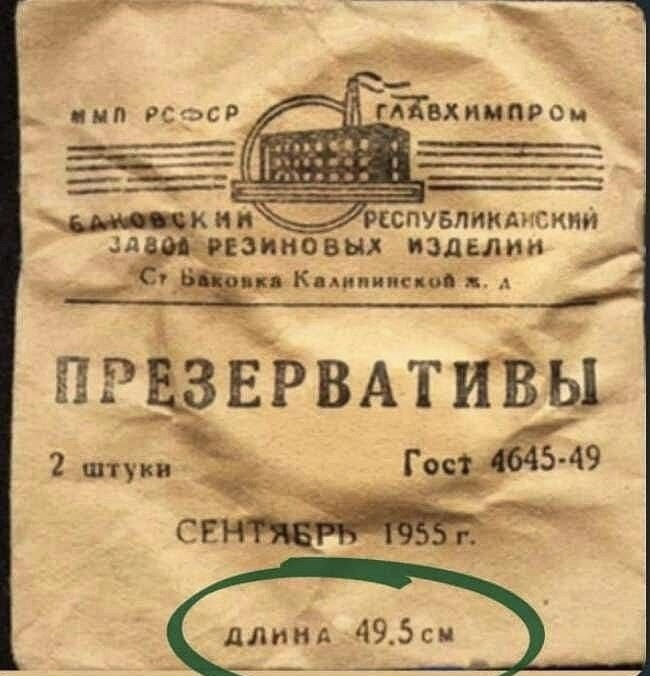 ММП РСФСР ГЛАВХИМПРОМ
БАКОВСКИЙ РЕСПУБЛИКАНСКИЙ
ЗАВОД РЕЗИНОВЫХ ИЗДЕЛИЙ
Ст Баковка Калининской ж. д
ПРЕЗЕРВАТИВЫ
2 штуки Гост 4645-49
СЕНТЯБРЬ 1955 г.
ДЛИНА 49.5 см